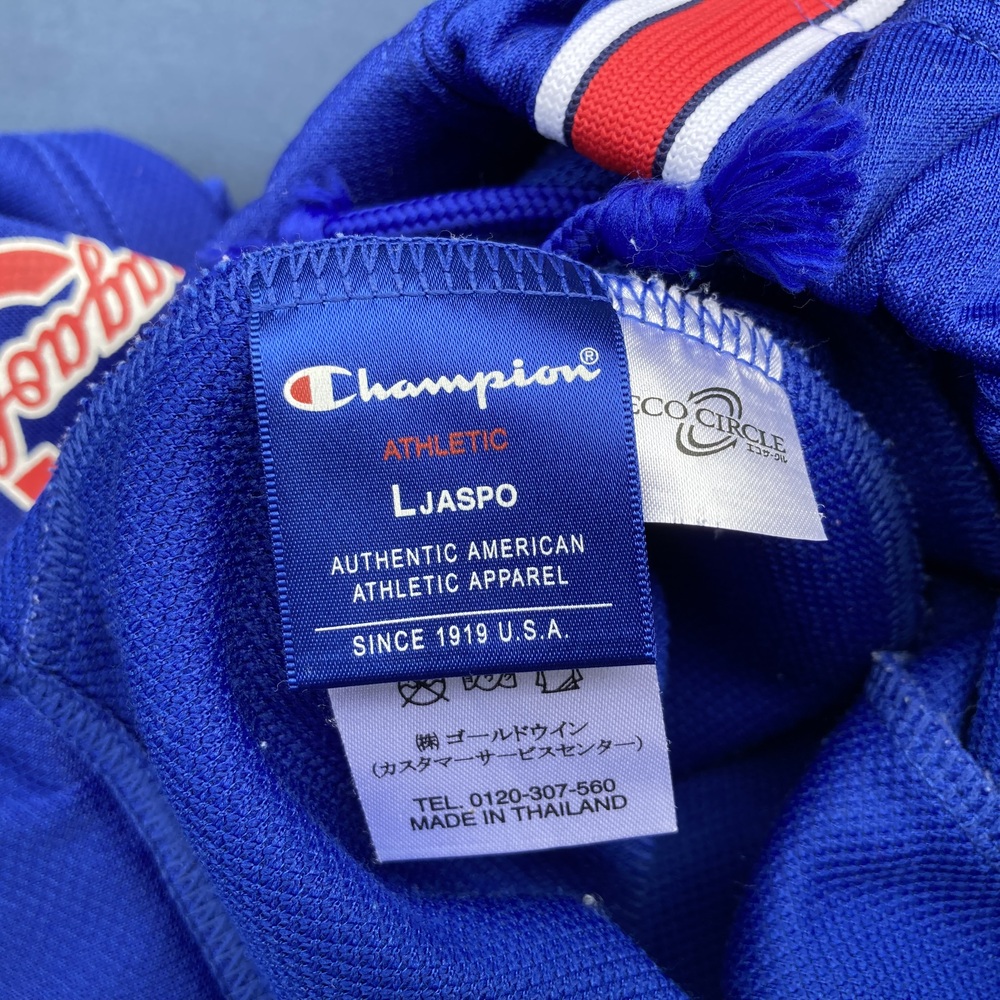 Champion®
ATHLETIC
L JASPO
AUTHENTIC AMERICAN
ATHLETIC APPAREL
SINCE 1919 U.S.A.
ECO CIRCLE
エコサークル
㈱ ゴールドウイン
(カスタマーサービスセンター)
TEL. 0120-307-560
MADE IN THAILAND